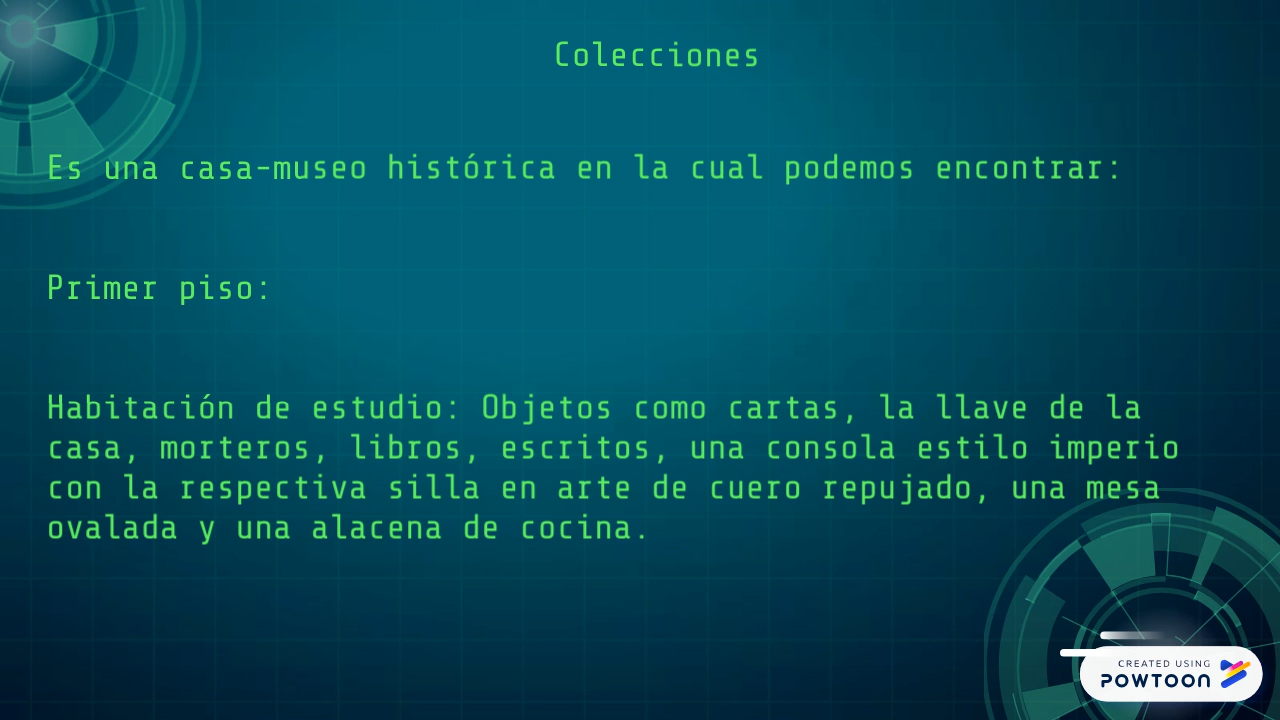 Colecciones
Es una casa-museo histórica en la cual podemos encontrar:
Primer piso:
Habitación de estudio: Objetos como cartas, la llave de la
casa, morteros, libros, escritos, una consola estilo imperio
con la respectiva silla en arte de cuero repujado, una mesa
ovalada y una alacena de cocina.
CREATED USING
POWTOON